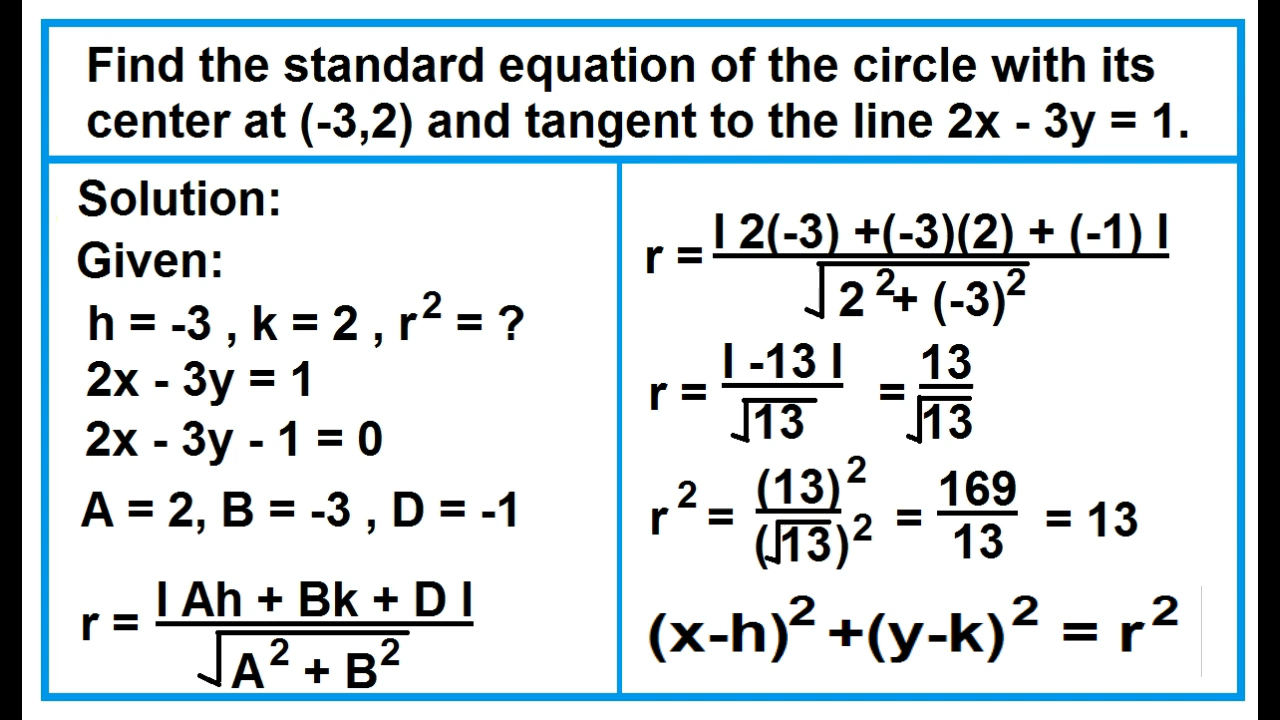 Find the standard equation of the circle with its
center at (-3,2) and tangent to the line 2x - 3y = 1.
Solution:
Given:
h = -3 , k = 2 , r² = ?
2x - 3y = 1
2x - 3y - 1 = 0
A = 2, B = -3 , D = -1
r = | Ah + Bk + D | / √(A² + B²)
r = | 2(-3) +(-3)(2) + (-1) | / √(2² + (-3)²)
r = | -13 | / √13 = 13 / √13
r² = (13)² / (√13)² = 169 / 13 = 13
(x-h)² +(y-k)² = r²